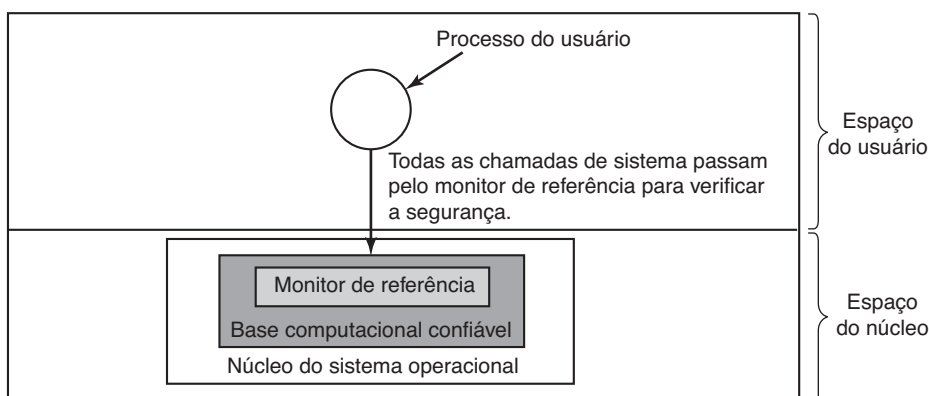 Processo do usuário
Espaço
do usuário
Todas as chamadas de sistema passam
pelo monitor de referência para verificar
a segurança.
Monitor de referência
Base computacional confiável
Núcleo do sistema operacional
Espaço
do núcleo